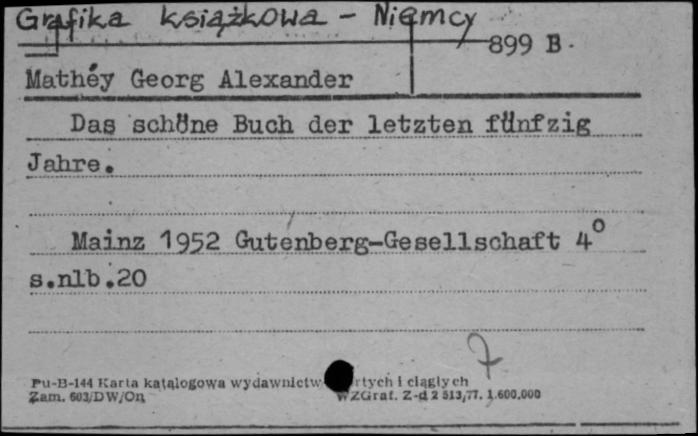 Grafika książkowa - Niemcy
899 B.
Mathéy Georg Alexander
Das schöne Buch der letzten fünfzig
Jahre.
Mainz 1952 Gutenberg-Gesellschaft 4°
s.nlb.20
7
Pu-B-144 Karta katalogowa wydawnictw rtych i ciągłych
Zam. 603/DW/On WZGraf. Z-d 2 513/77. 1.600.000